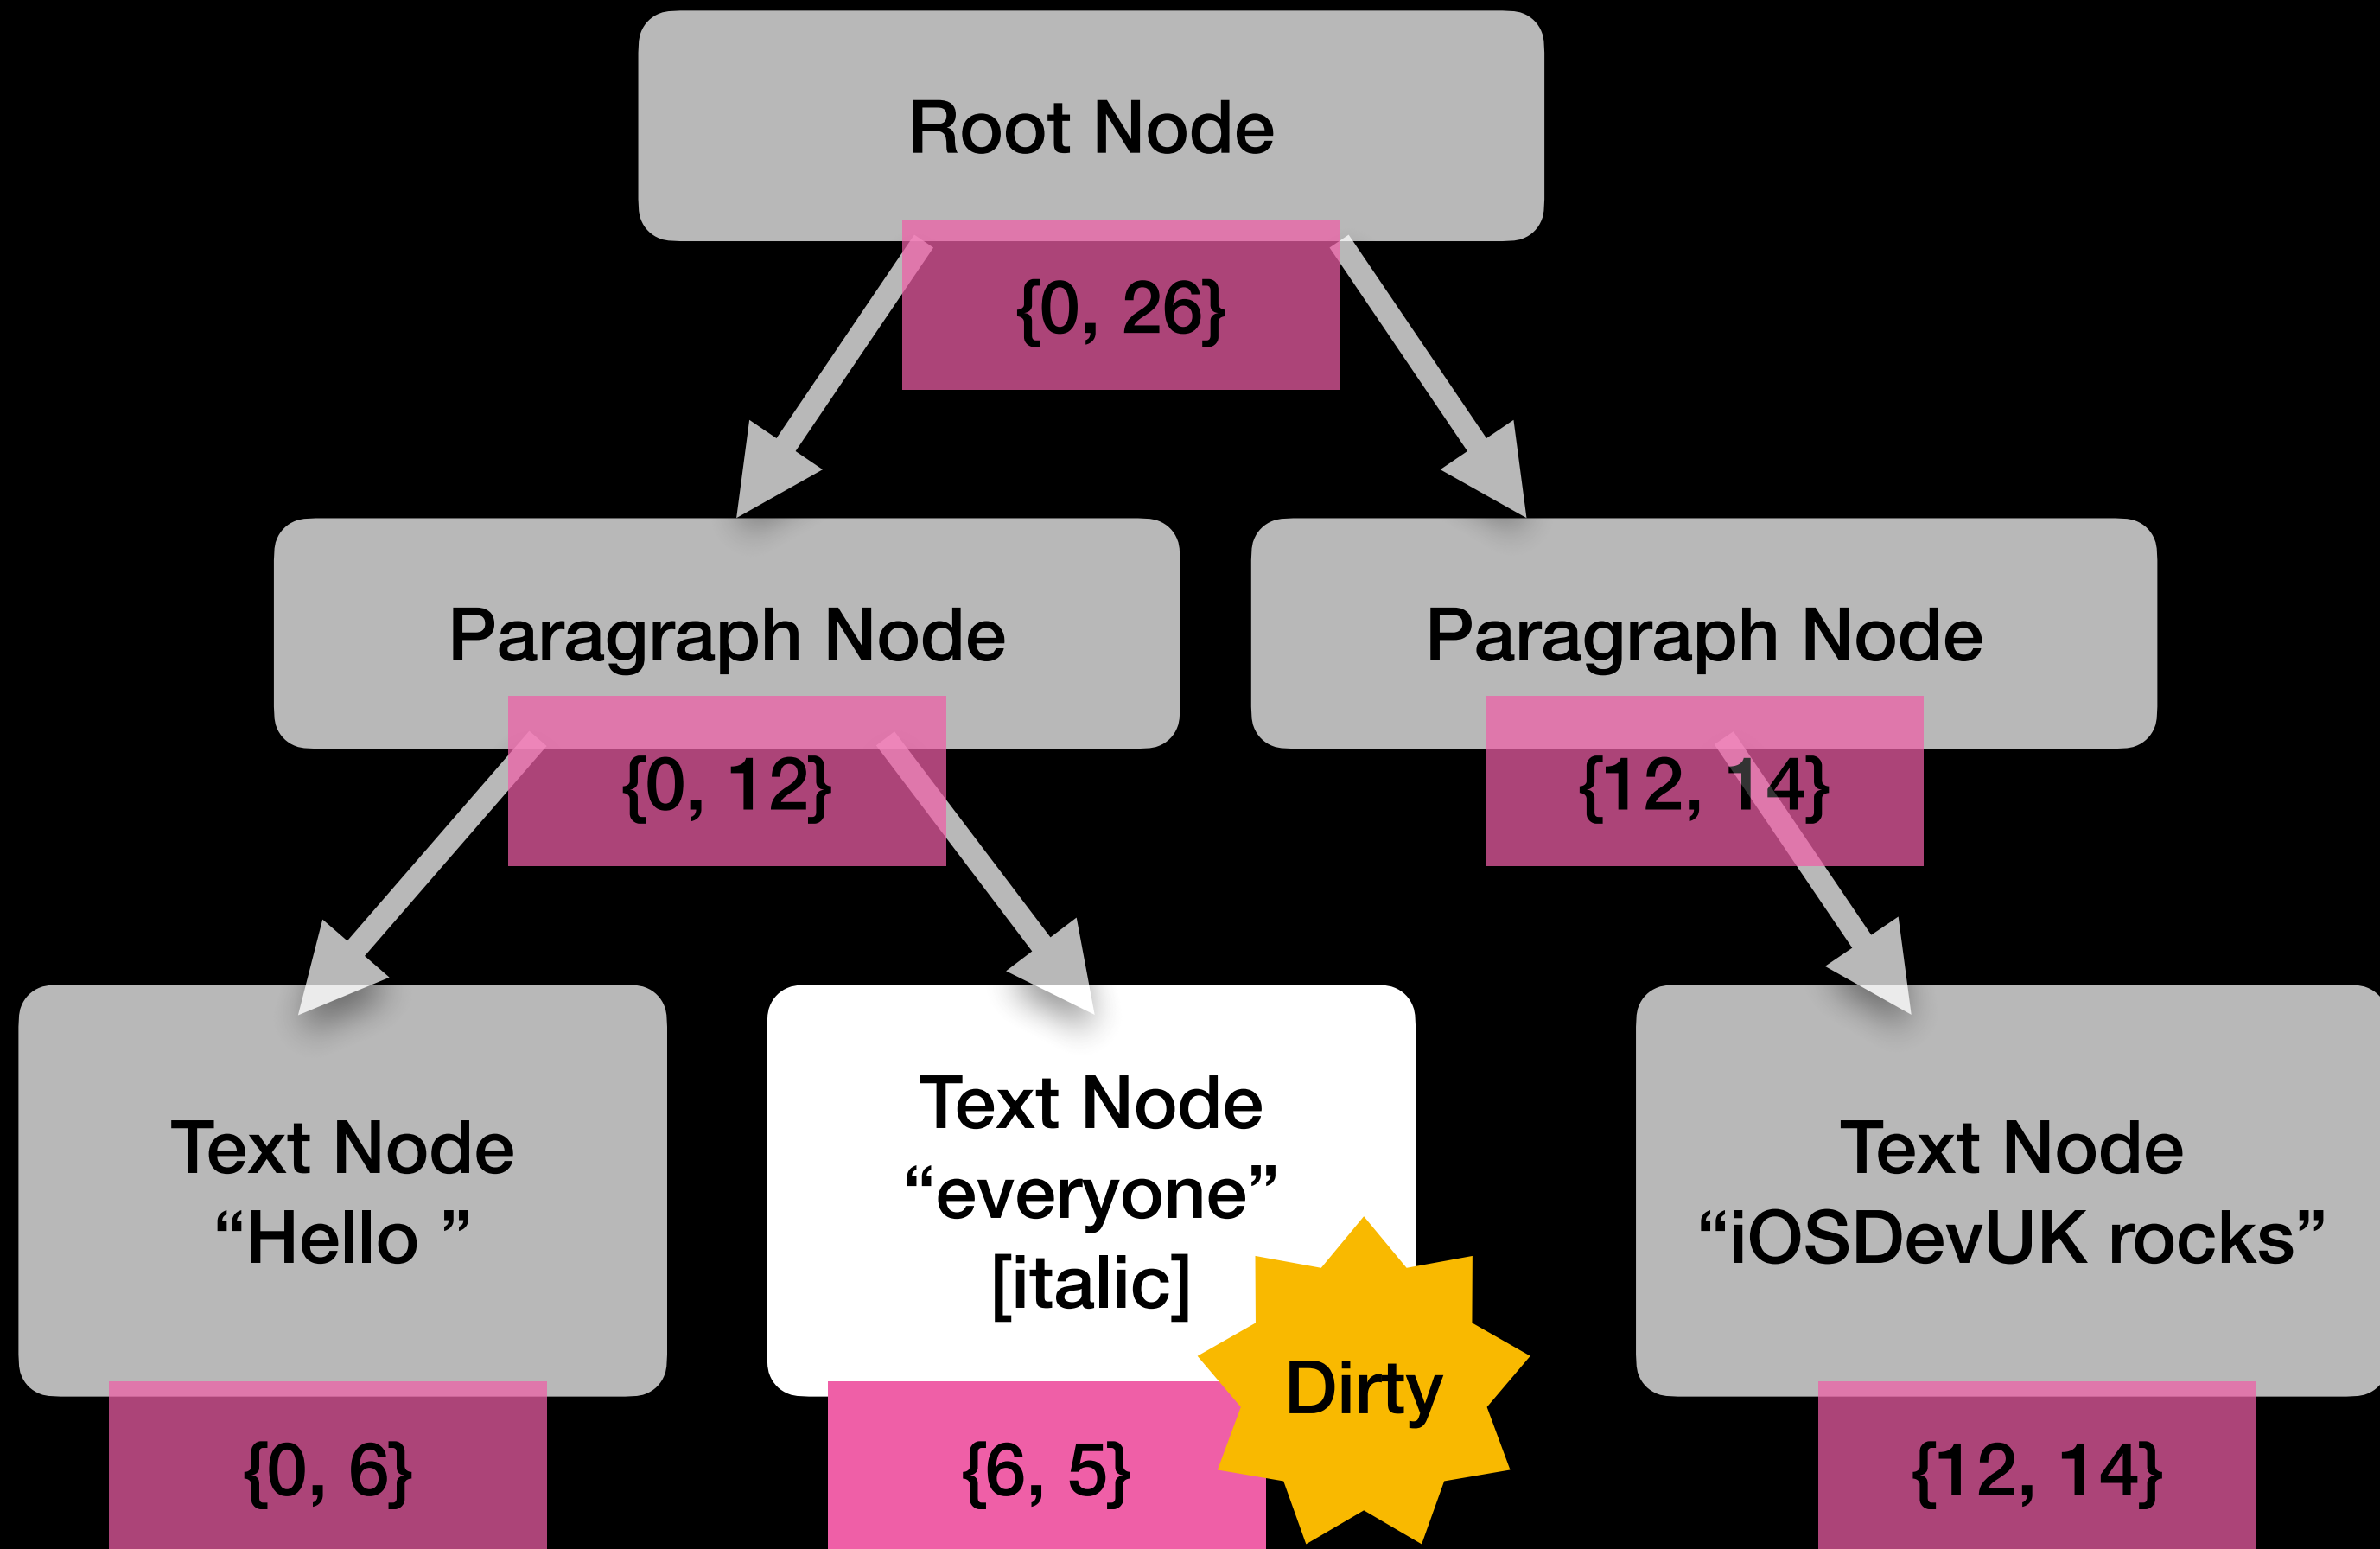 Root Node
{0, 26}
Paragraph Node
{0, 12}
Paragraph Node
{12, 14}
Text Node
“Hello ”
{0, 6}
Text Node
“everyone”
[italic]
{6, 5}
Dirty
Text Node
“iOSDevUK rocks”
{12, 14}